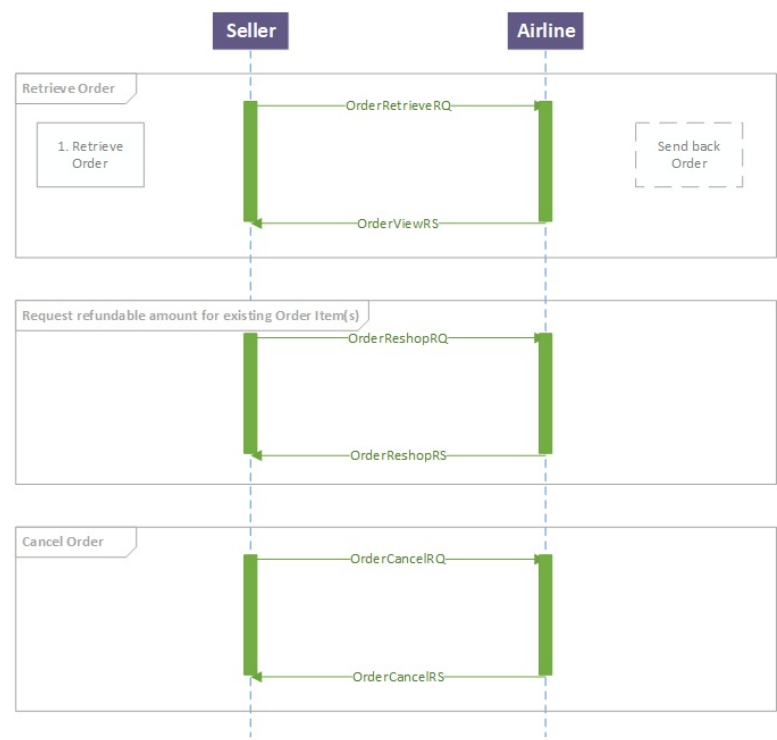 Seller
Airline
Retrieve Order
OrderRetrieveRQ
1. Retrieve
Order
Send back
Order
OrderViewRS
Request refundable amount for existing Order Item(s)
OrderReshopRQ
OrderReshopRS
Cancel Order
OrderCancelRQ
OrderCancelRS